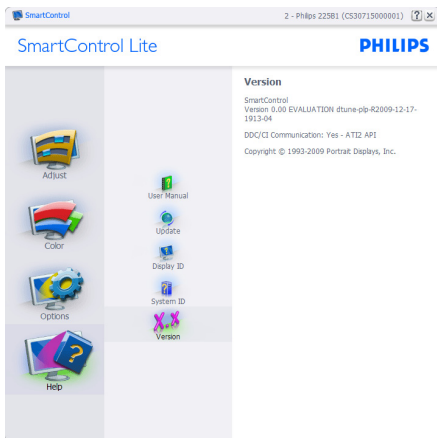 SmartControl
2 - Philips 225B1 (CS30715000001)
SmartControl Lite
PHILIPS
Adjust
Color
Options
Help
User Manual
Update
Display ID
System ID
Version
Version
SmartControl
Version 0.00 EVALUATION dtune-plp-R2009-12-17-
1913-04
DDC/CI Communication: Yes - ATI2 API
Copyright © 1993-2009 Portrait Displays, Inc.